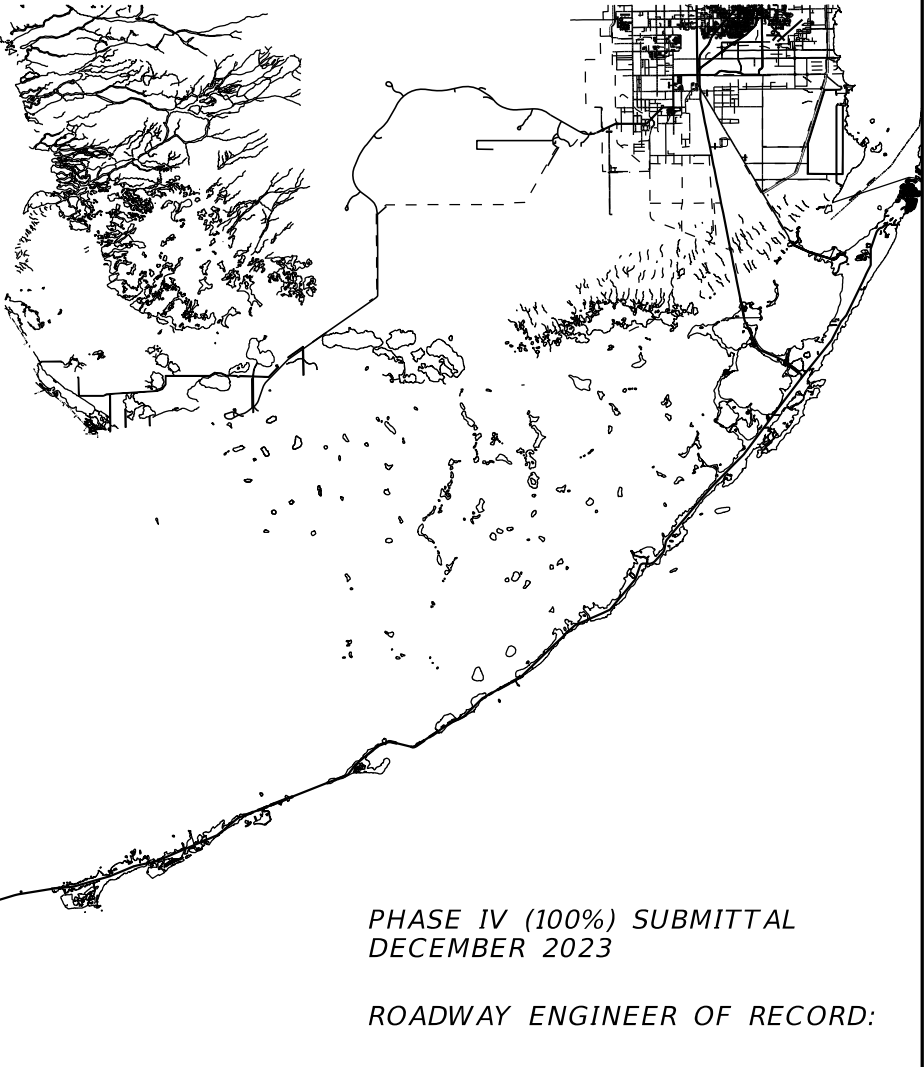 PHASE IV (100%) SUBMITTAL
DECEMBER 2023
ROADWAY ENGINEER OF RECORD: